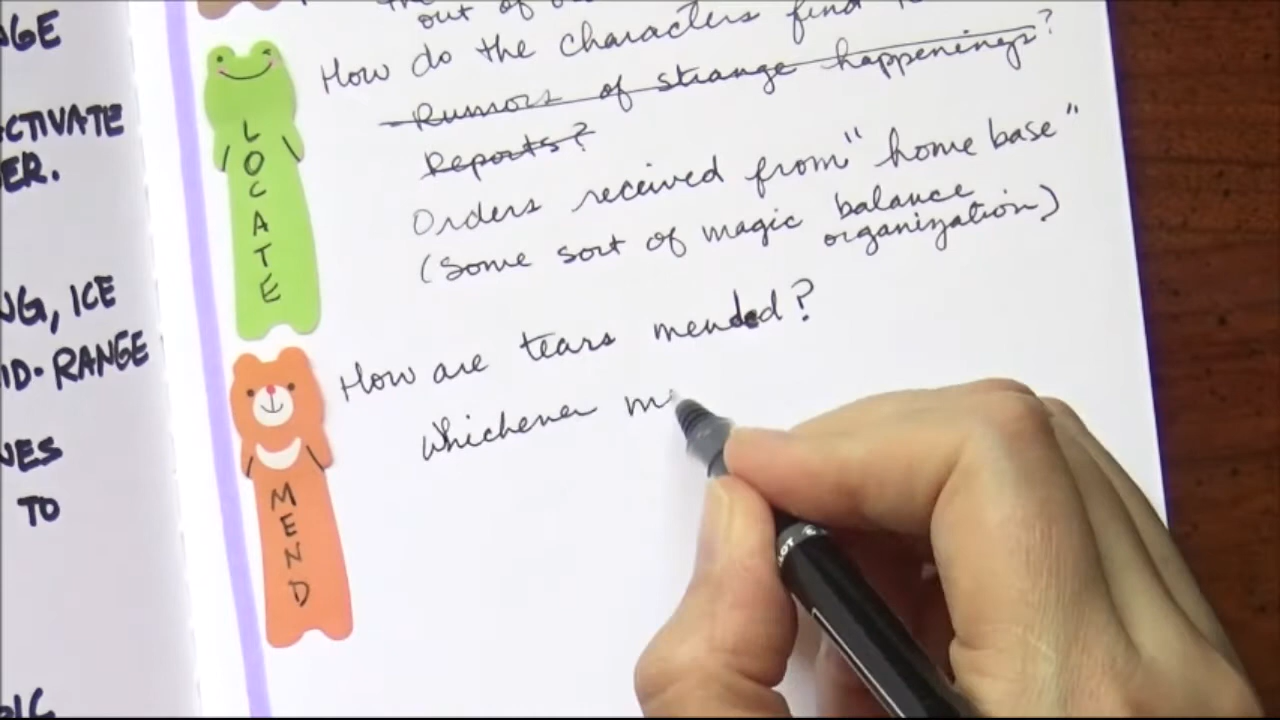 AGE
ACTIVATE
ER.
NG, ICE
ID-RANGE
NES
TO
the
out of
How do the characters find
Rumors of strange happenings?
Reports?
Orders received from "home base"
(some sort of magic balance
organization)
LOCATE
How are tears mended?
Whichever m
MEND
LOT